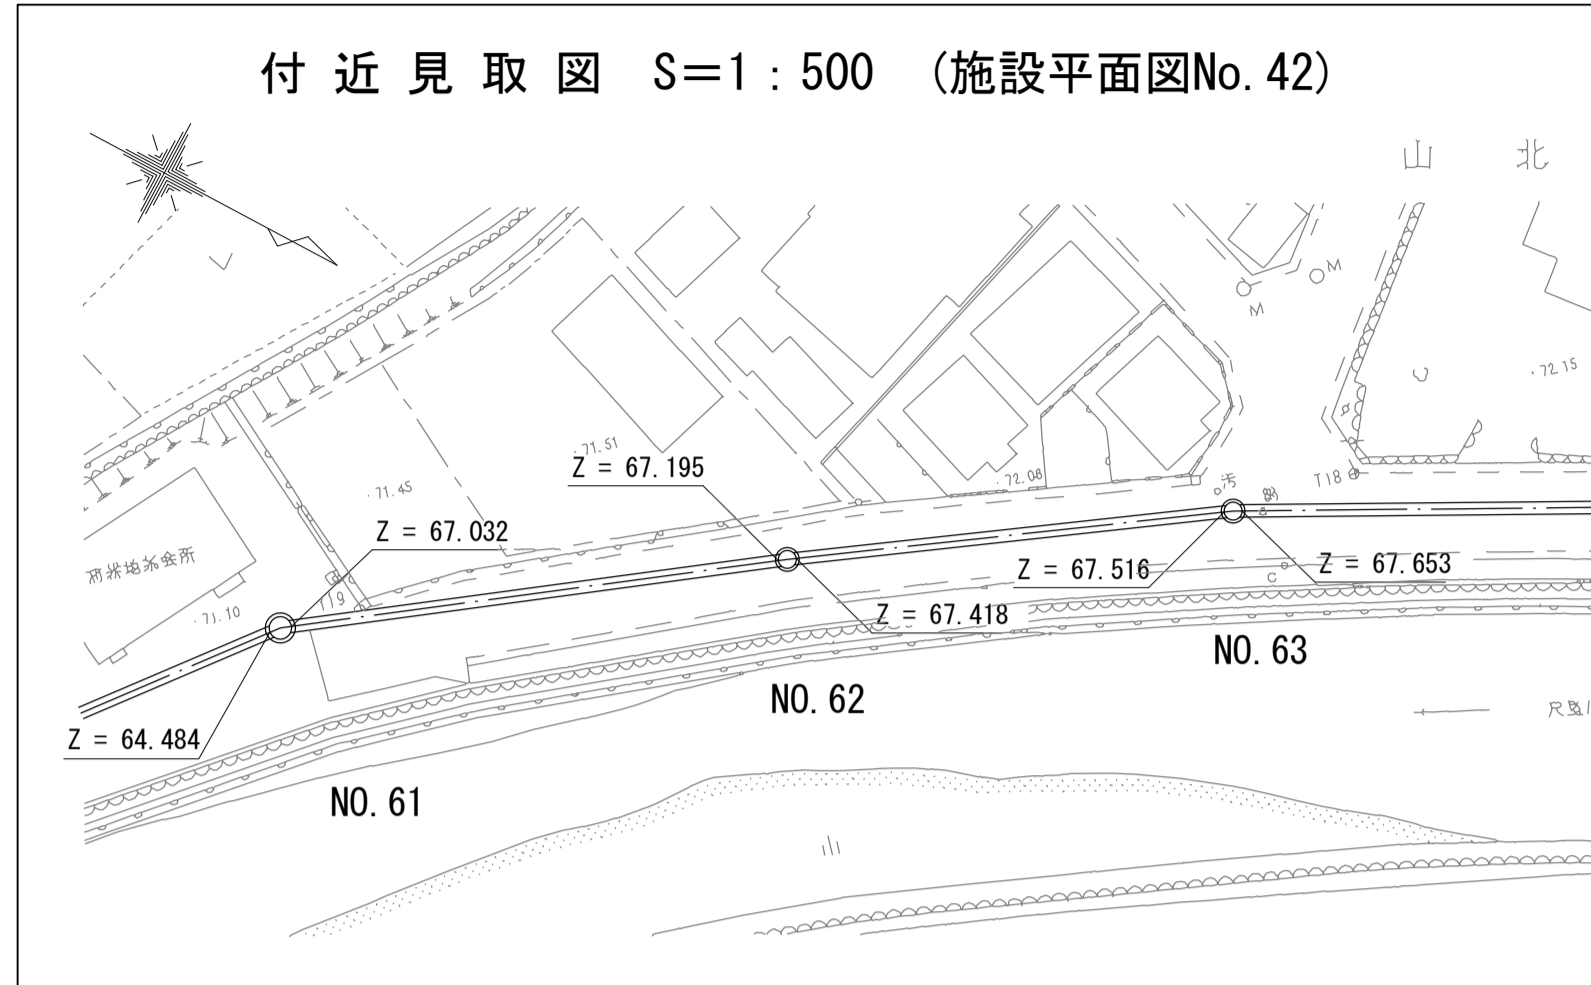 付近見取図 S=1:500 (施設平面図No.42)
山北
M
M
72.15
71.51
Z = 67.195
72.08
汚
T18
71.45
Z = 67.032
Z = 67.516
Z = 67.653
C
T19
71.10
Z = 67.418
NO.63
NO.62
Z = 64.484
NO.61